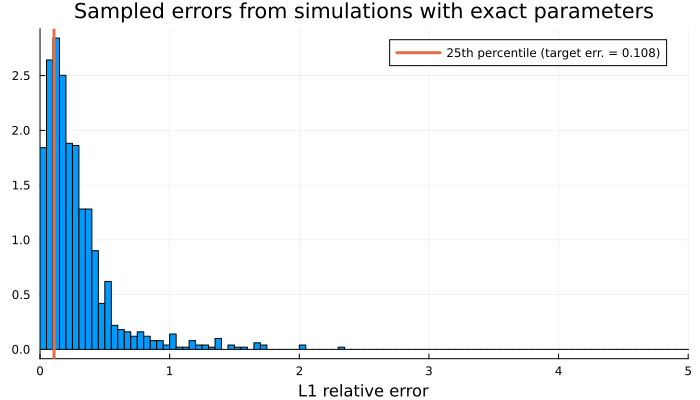 Sampled errors from simulations with exact parameters
25th percentile (target err. = 0.108)
2.5
2.0
1.5
1.0
0.5
0.0
0 1 2 3 4 5
L1 relative error